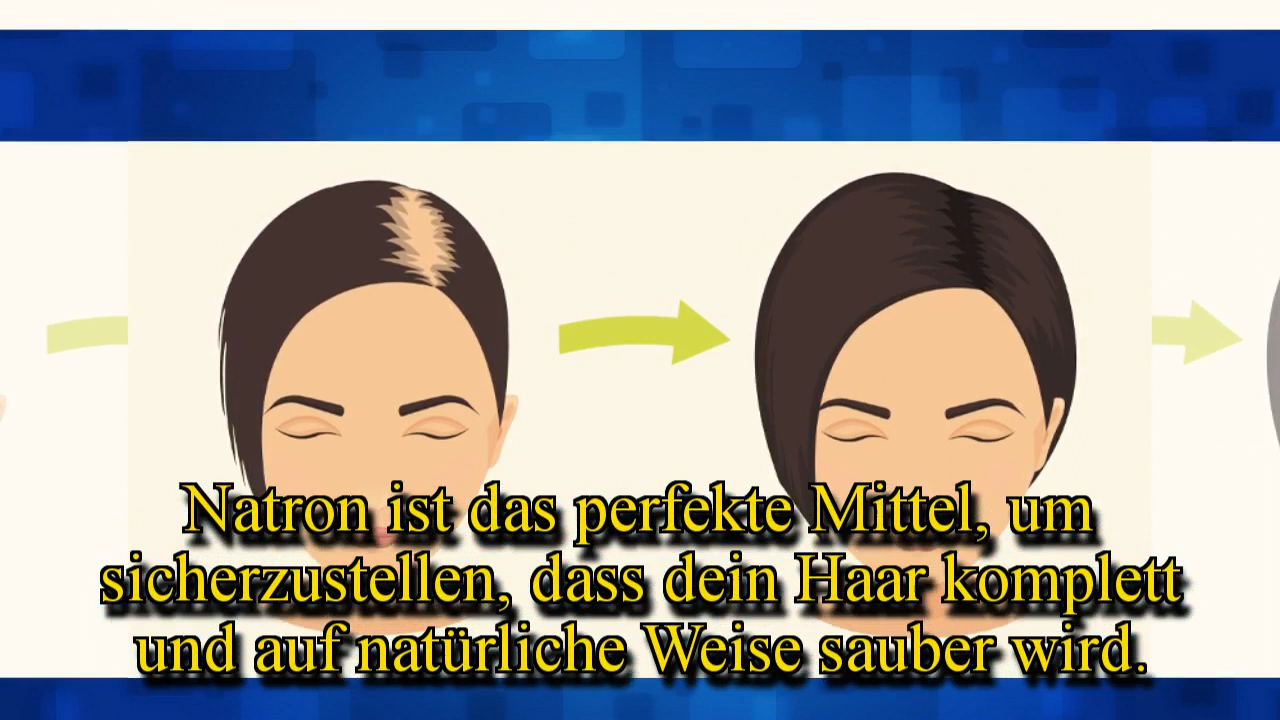 Natron ist das perfekte Mittel, um
sicherzustellen, dass dein Haar komplett
und auf natürliche Weise sauber wird.